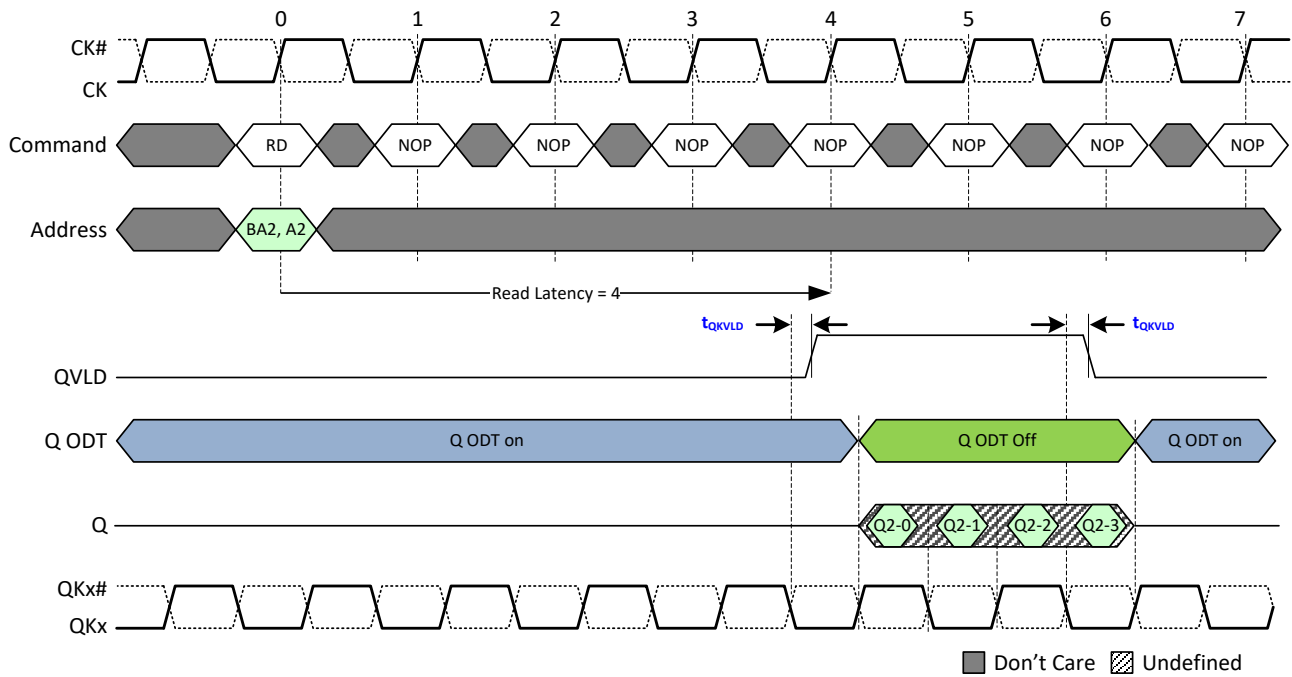 0 1 2 3 4 5 6 7
CK#
CK
Command RD NOP NOP NOP NOP NOP NOP NOP
Address BA2, A2
Read Latency = 4
tQKVLD tQKVLD
QVLD
Q ODT Q ODT on Q ODT Off Q ODT on
Q Q2-0 Q2-1 Q2-2 Q2-3
QKx#
QKx
Don't Care Undefined